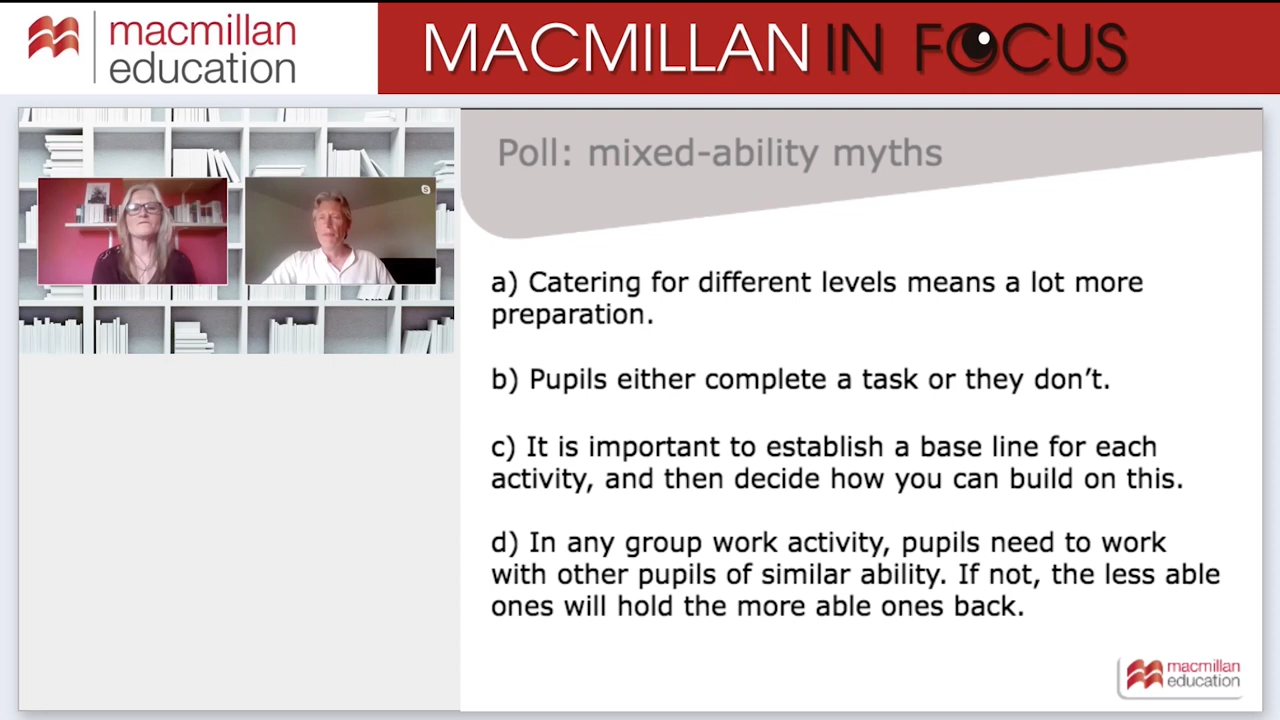 macmillan
education
MACMILLAN IN FOCUS
Poll: mixed-ability myths
a) Catering for different levels means a lot more
preparation.
b) Pupils either complete a task or they don’t.
c) It is important to establish a base line for each
activity, and then decide how you can build on this.
d) In any group work activity, pupils need to work
with other pupils of similar ability. If not, the less able
ones will hold the more able ones back.
macmillan
education